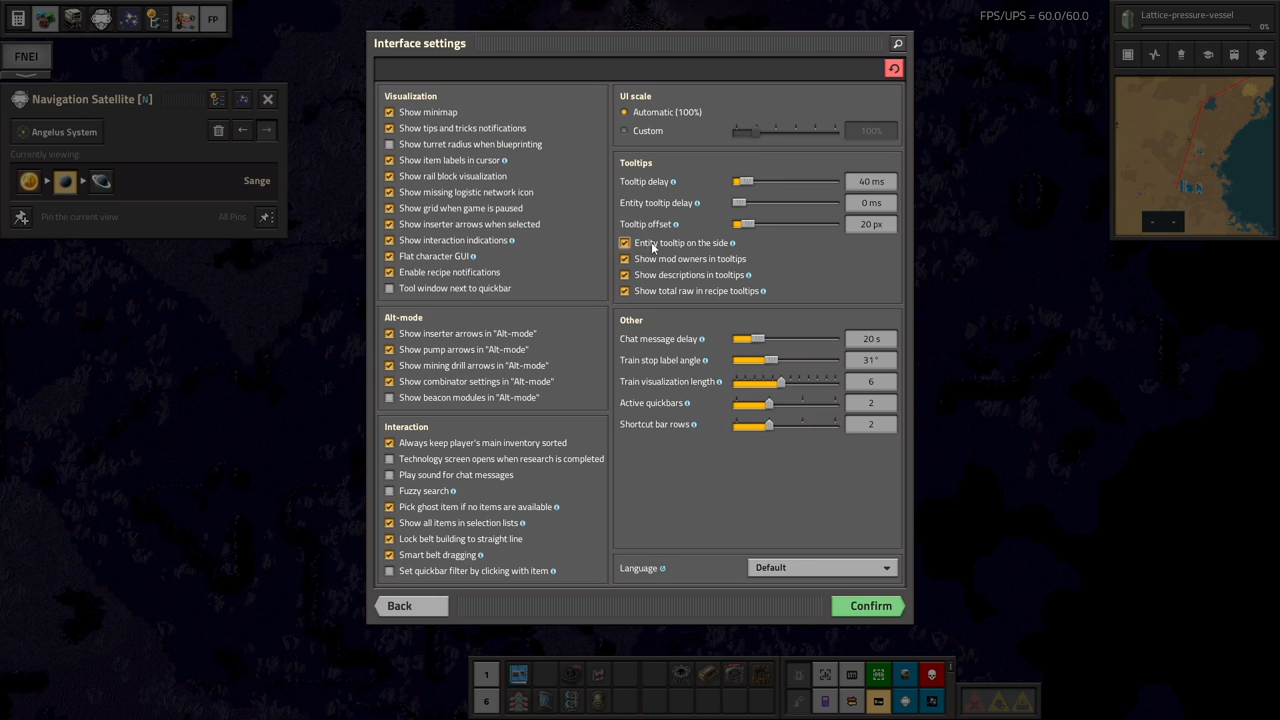 FP
FPS/UPS = 60.0/60.0
Lattice-pressure-vessel
0%
FNEI
Navigation Satellite [N]
Angelus System
Currently viewing:
Sange
Pin the current view
All Pins
Interface settings
Visualization
Show minimap
Show tips and tricks notifications
Show turret radius when blueprinting
Show item labels in cursor
Show rail block visualization
Show missing logistic network icon
Show grid when game is paused
Show inserter arrows when selected
Show interaction indications
Flat character GUI
Enable recipe notifications
Tool window next to quickbar
Alt-mode
Show inserter arrows in "Alt-mode"
Show pump arrows in "Alt-mode"
Show mining drill arrows in "Alt-mode"
Show combinator settings in "Alt-mode"
Show beacon modules in "Alt-mode"
Interaction
Always keep player's main inventory sorted
Technology screen opens when research is completed
Play sound for chat messages
Fuzzy search
Pick ghost item if no items are available
Show all items in selection lists
Lock belt building to straight line
Smart belt dragging
Set quickbar filter by clicking with item
UI scale
Automatic (100%)
Custom 100%
Tooltips
Tooltip delay 40 ms
Entity tooltip delay 0 ms
Tooltip offset 20 px
Entity tooltip on the side
Show mod owners in tooltips
Show descriptions in tooltips
Show total raw in recipe tooltips
Other
Chat message delay 20 s
Train stop label angle 31°
Train visualization length 6
Active quickbars 2
Shortcut bar rows 2
Language Default
Back
Confirm
1
6